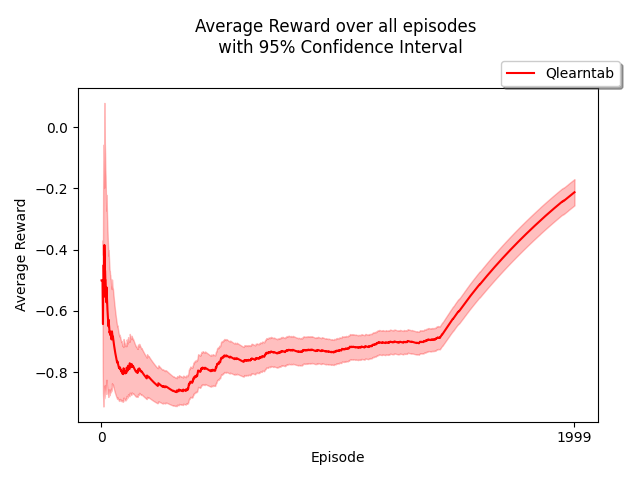 Average Reward over all episodes
with 95% Confidence Interval
Qlearntab
0.0
−0.2
−0.4
−0.6
−0.8
Average Reward
0
1999
Episode